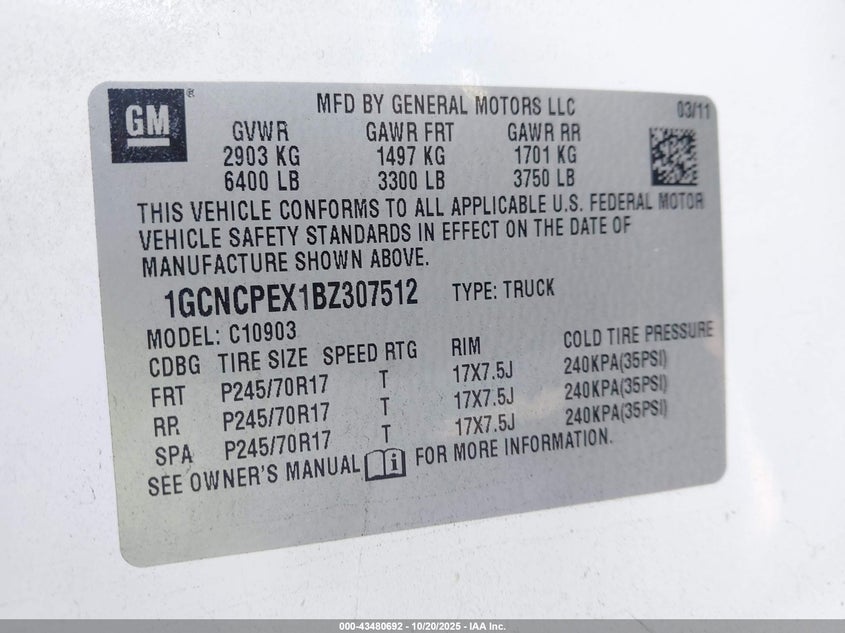 GM ®
MFD BY GENERAL MOTORS LLC 03/11
GVWR GAWR FRT GAWR RR
2903 KG 1497 KG 1701 KG
6400 LB 3300 LB 3750 LB
THIS VEHICLE CONFORMS TO ALL APPLICABLE U.S. FEDERAL MOTOR
VEHICLE SAFETY STANDARDS IN EFFECT ON THE DATE OF
MANUFACTURE SHOWN ABOVE.
1GCNCPEX1BZ307512 TYPE: TRUCK
MODEL: C10903
CDBG TIRE SIZE SPEED RTG RIM COLD TIRE PRESSURE
FRT P245/70R17 T 17X7.5J 240KPA(35PSI)
RR P245/70R17 T 17X7.5J 240KPA(35PSI)
SPA P245/70R17 T 17X7.5J 240KPA(35PSI)
SEE OWNER'S MANUAL FOR MORE INFORMATION.
000-43480692 - 10/20/2025 - IAA Inc.